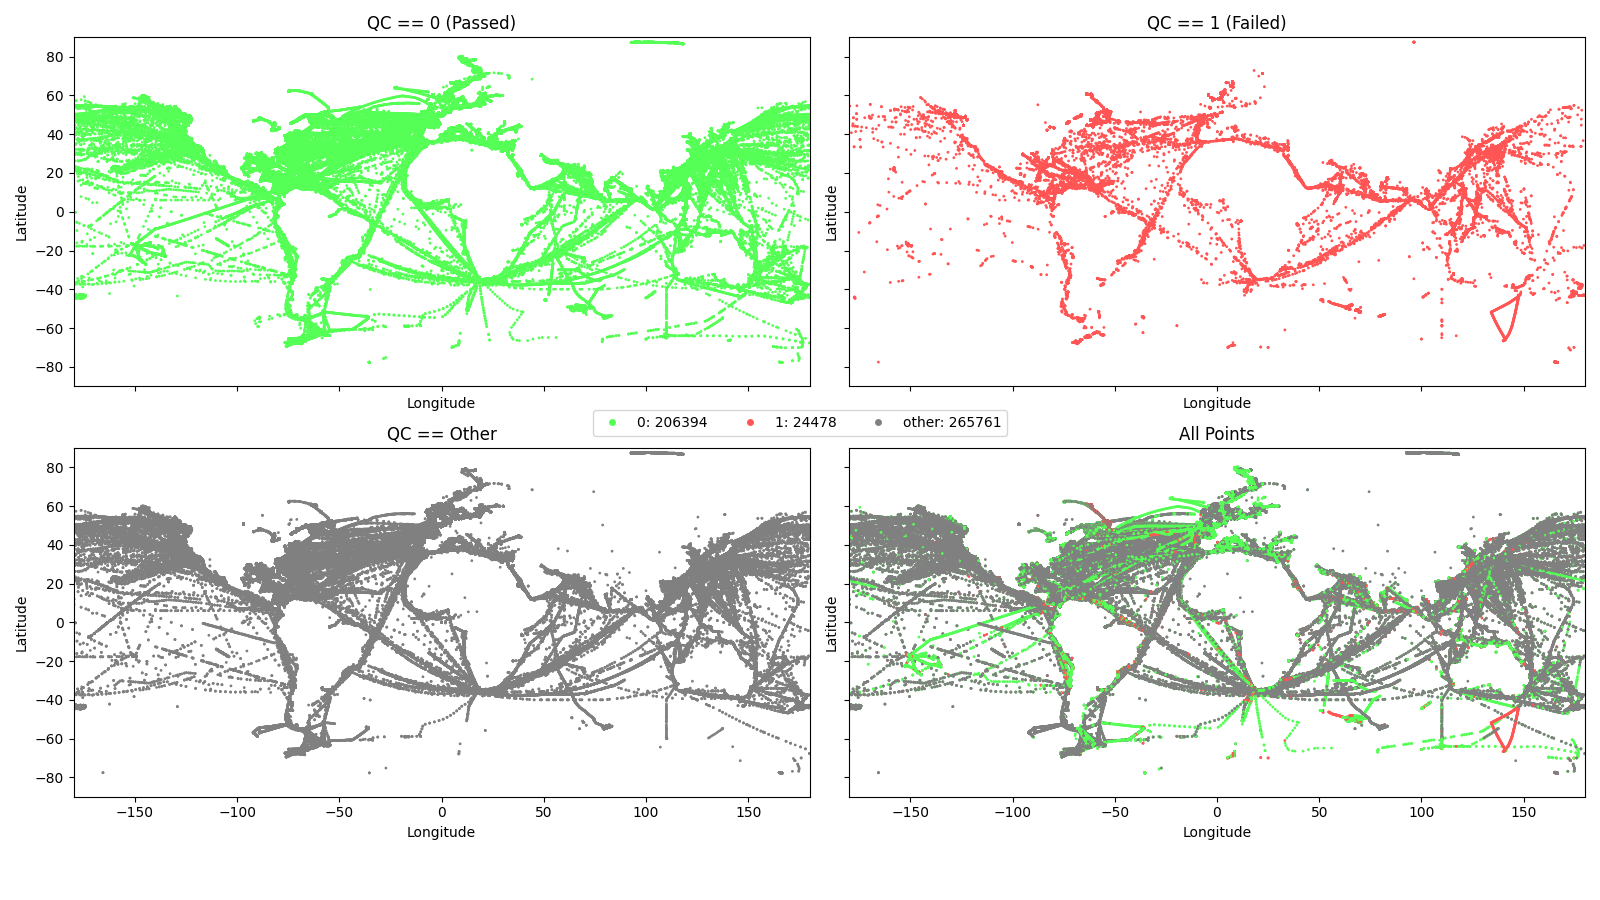 QC == 0 (Passed)
QC == 1 (Failed)
80
60
40
20
0
−20
−40
−60
−80
Latitude
Latitude
Longitude
Longitude
0: 206394
1: 24478
other: 265761
QC == Other
All Points
80
60
40
20
0
−20
−40
−60
−80
Latitude
Latitude
−150
−100
−50
0
50
100
150
−150
−100
−50
0
50
100
150
Longitude
Longitude